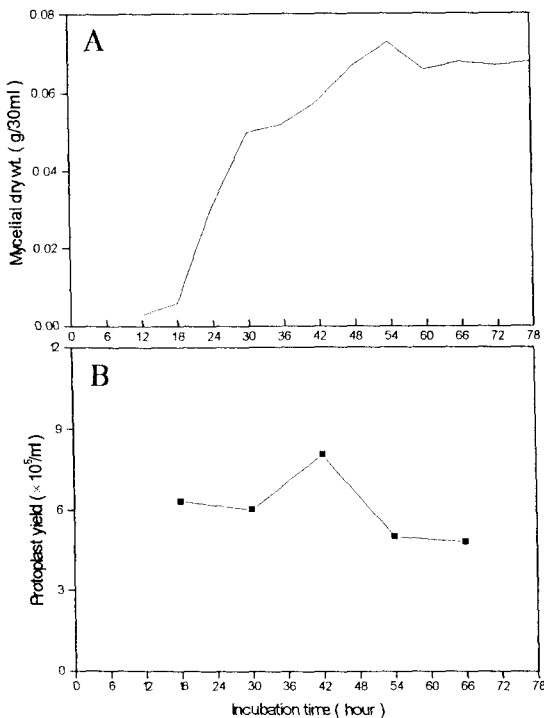 A
0.08
0.06
0.04
0.02
0.00
Mycelial dry wt. ( g/30ml )
0 6 12 18 24 30 36 42 48 54 60 66 72 78
B
12
9
6
3
0
Protoplast yield ( × 10⁵/ml )
0 6 12 18 24 30 36 42 48 54 60 66 72 78
Incubation time ( hour )